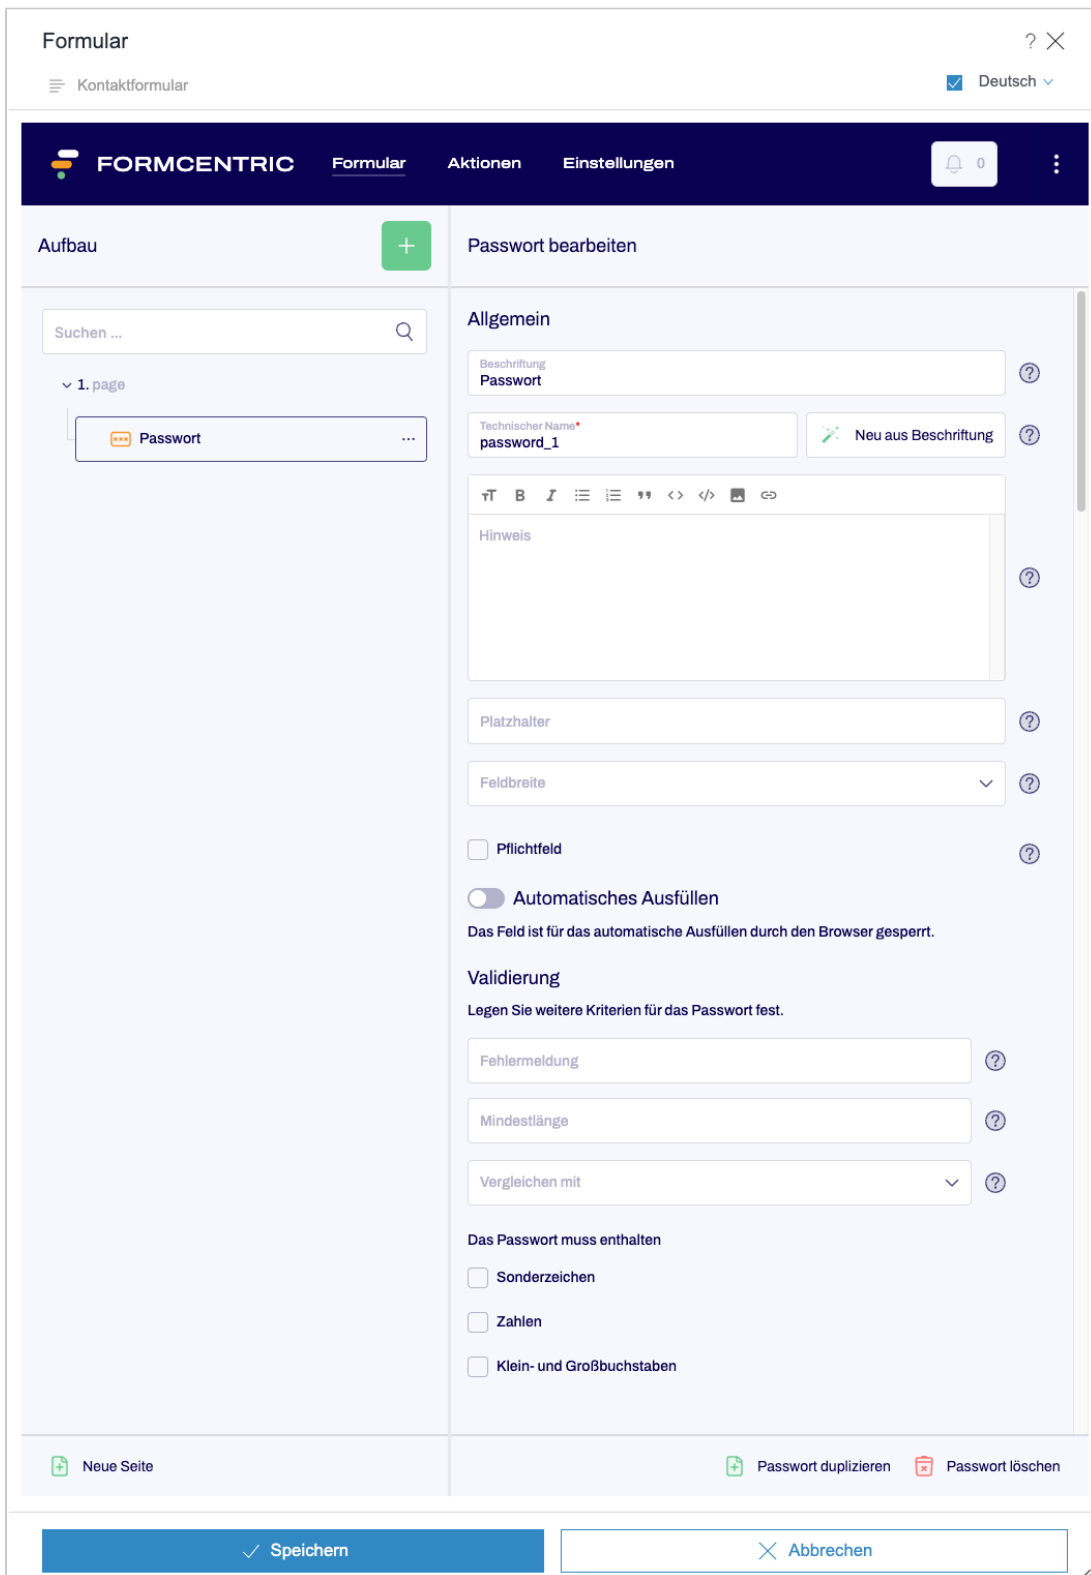 Formular
?
Kontaktformular
Deutsch
FORMCENTRIC Formular Aktionen Einstellungen 0
Aufbau
Passwort bearbeiten
Suchen ...
1. page
Passwort
Allgemein
Beschriftung
Passwort
Technischer Name*
password_1
Neu aus Beschriftung
Hinweis
Platzhalter
Feldbreite
Pflichtfeld
Automatisches Ausfüllen
Das Feld ist für das automatische Ausfüllen durch den Browser gesperrt.
Validierung
Legen Sie weitere Kriterien für das Passwort fest.
Fehlermeldung
Mindestlänge
Vergleichen mit
Das Passwort muss enthalten
Sonderzeichen
Zahlen
Klein- und Großbuchstaben
Neue Seite
Passwort duplizieren
Passwort löschen
Speichern
Abbrechen